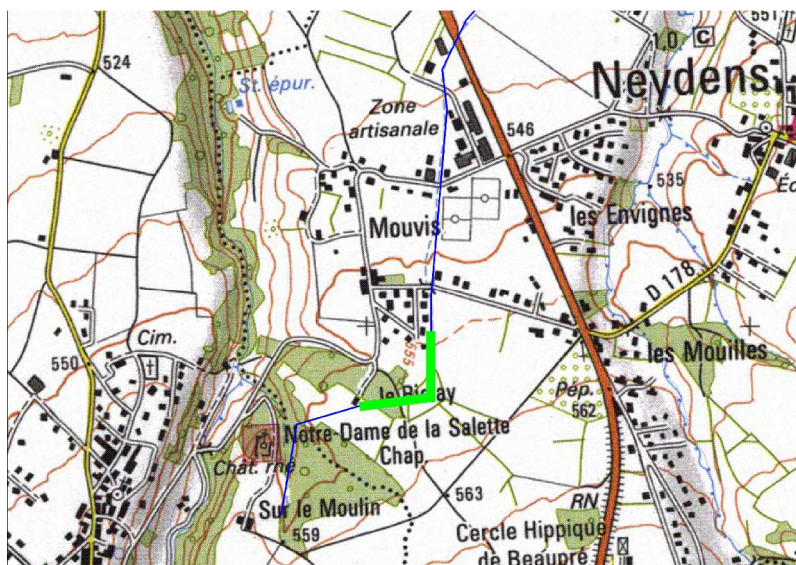 524
St. épur.
Zone
artisanale
1.0
C
551
Neydens
546
535
les Envignes
Mouvis
D 178
Cim.
550
555
les Mouilles
Pép.
562
Notre-Dame de la Salette
Chap.
Chât. rné
Sur le Moulin
559
563
RN
Cercle Hippique
de Beaupré